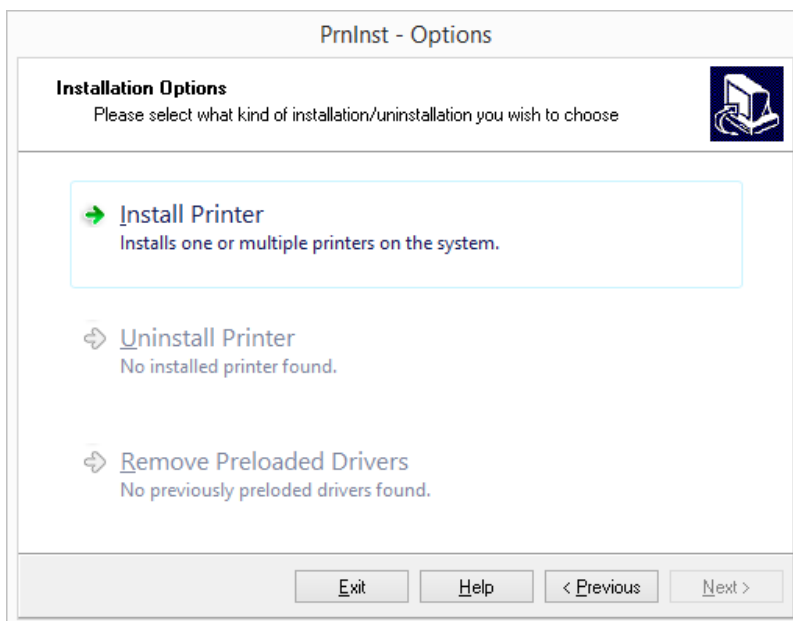 PrnInst - Options
Installation Options
Please select what kind of installation/uninstallation you wish to choose
Install Printer
Installs one or multiple printers on the system.
Uninstall Printer
No installed printer found.
Remove Preloaded Drivers
No previously preloded drivers found.
Exit Help < Previous Next >